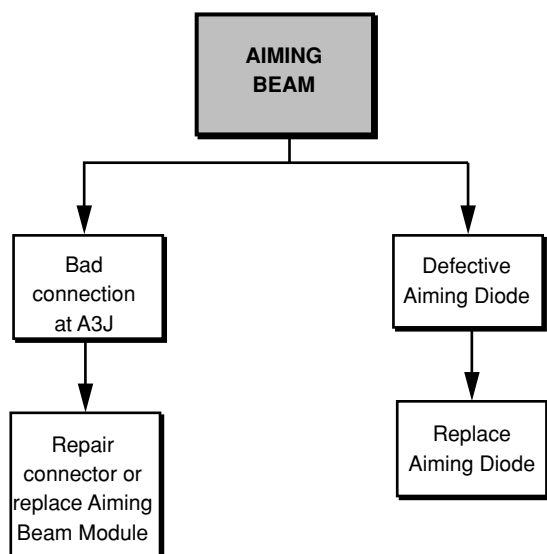 AIMING
BEAM
Bad
connection
at A3J
Repair
connector or
replace Aiming
Beam Module
Defective
Aiming Diode
Replace
Aiming Diode